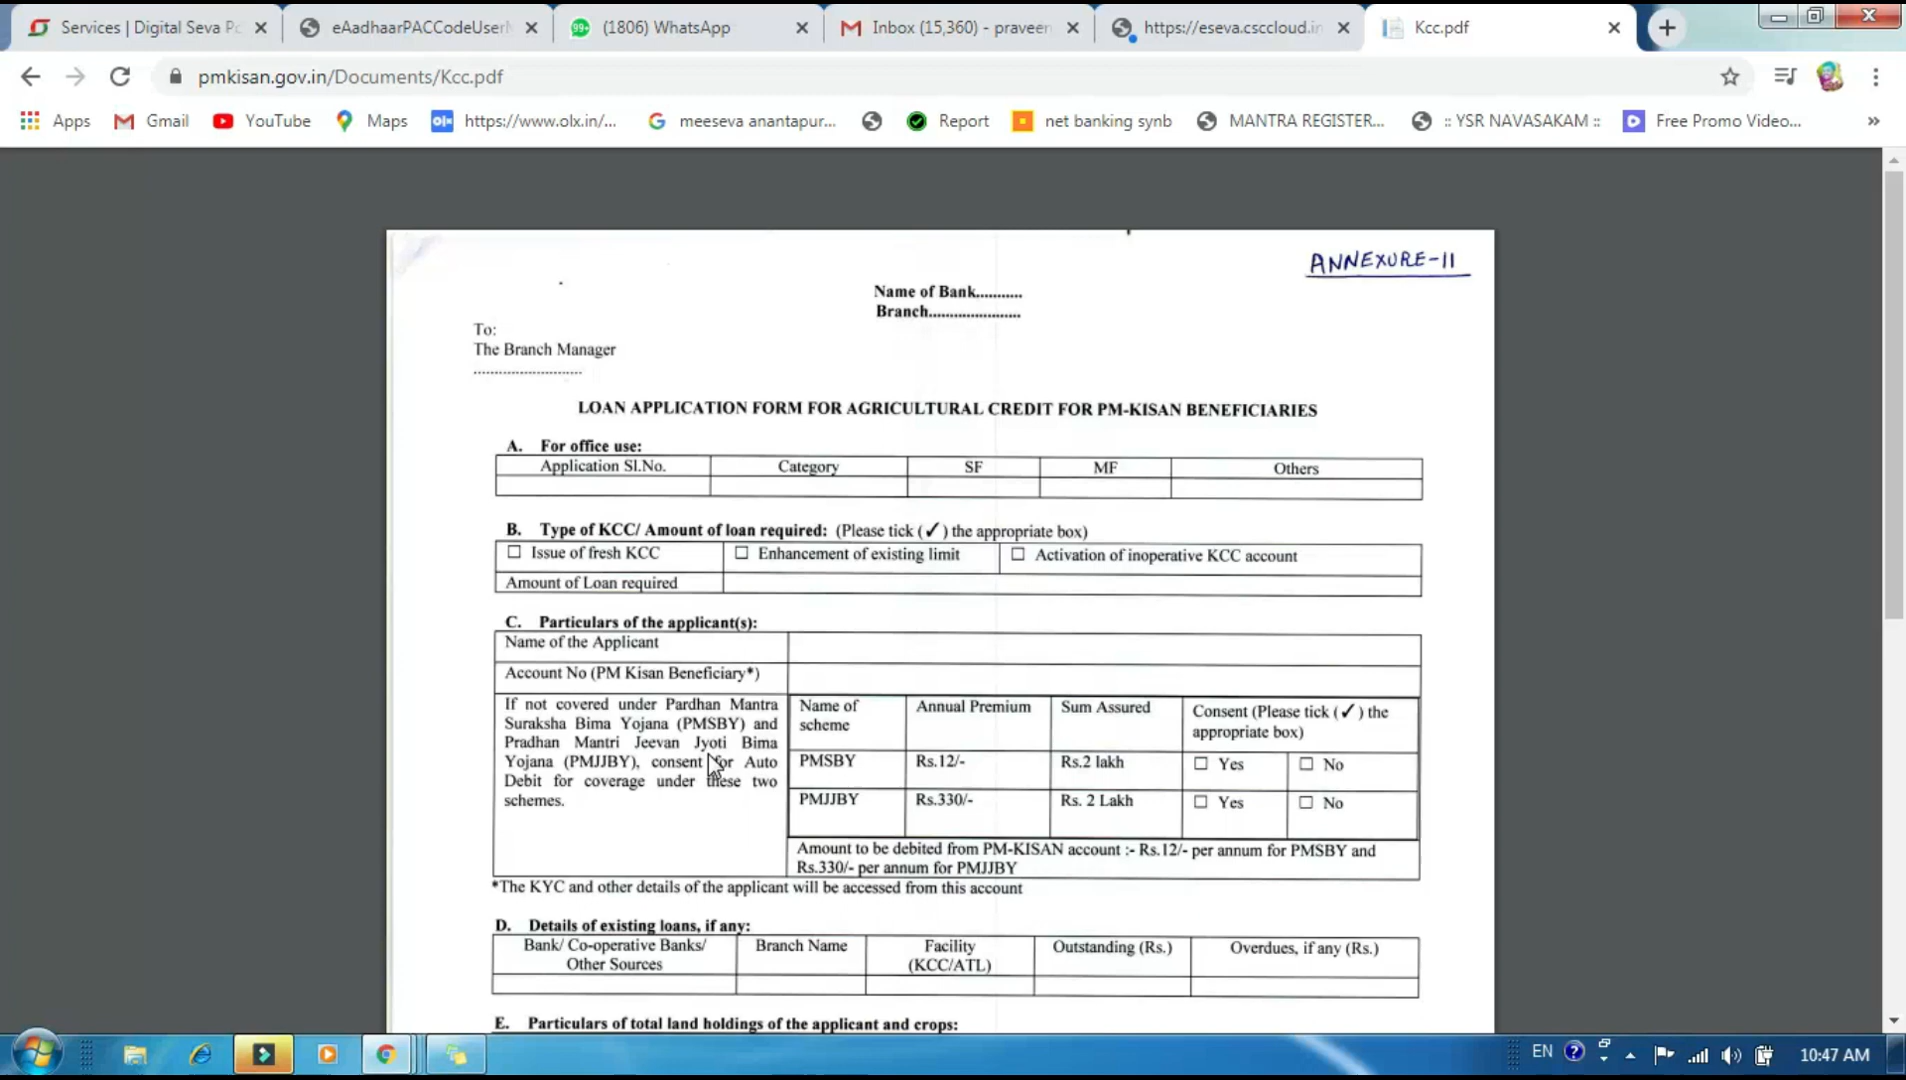 Services | Digital Seva Po
eAadhaarPACCodeUserM
99+
(1806) WhatsApp
Inbox (15,360) - praveen
https://eseva.csccloud.in
Kcc.pdf
pmkisan.gov.in/Documents/Kcc.pdf
Apps
Gmail
YouTube
Maps
olx
https://www.olx.in/...
meeseva anantapur...
Report
net banking synb
MANTRA REGISTER...
:: YSR NAVASAKAM ::
Free Promo Video...
»
ANNEXURE-II
Name of Bank...........
Branch......................
To:
The Branch Manager
..........................
LOAN APPLICATION FORM FOR AGRICULTURAL CREDIT FOR PM-KISAN BENEFICIARIES
A. For office use:
Application Sl.No. Category SF MF Others
B. Type of KCC/ Amount of loan required: (Please tick (✓) the appropriate box)
☐ Issue of fresh KCC ☐ Enhancement of existing limit ☐ Activation of inoperative KCC account
Amount of Loan required
C. Particulars of the applicant(s):
Name of the Applicant
Account No (PM Kisan Beneficiary*)
If not covered under Pardhan Mantra
Suraksha Bima Yojana (PMSBY) and
Pradhan Mantri Jeevan Jyoti Bima
Yojana (PMJJBY), consent for Auto
Debit for coverage under these two
schemes.
Name of
scheme
Annual Premium
Sum Assured
Consent (Please tick (✓) the
appropriate box)
PMSBY Rs.12/- Rs.2 lakh ☐ Yes ☐ No
PMJJBY Rs.330/- Rs. 2 Lakh ☐ Yes ☐ No
Amount to be debited from PM-KISAN account :- Rs.12/- per annum for PMSBY and
Rs.330/- per annum for PMJJBY
*The KYC and other details of the applicant will be accessed from this account
D. Details of existing loans, if any:
Bank/ Co-operative Banks/
Other Sources
Branch Name
Facility
(KCC/ATL)
Outstanding (Rs.)
Overdues, if any (Rs.)
E. Particulars of total land holdings of the applicant and crops:
EN
10:47 AM